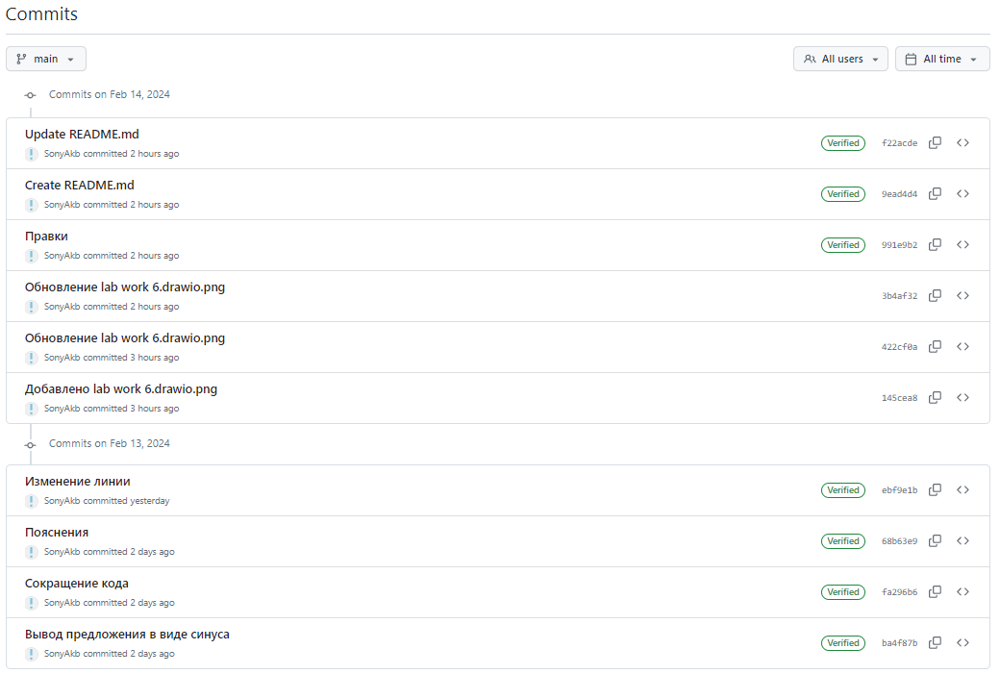 Commits
main
All users
All time
Commits on Feb 14, 2024
Update README.md
SonyAkb committed 2 hours ago
Verified
f22acde
Create README.md
SonyAkb committed 2 hours ago
Verified
9ead4d4
Правки
SonyAkb committed 2 hours ago
Verified
991e9b2
Обновление lab work 6.drawio.png
SonyAkb committed 2 hours ago
3b4af32
Обновление lab work 6.drawio.png
SonyAkb committed 3 hours ago
422cf0a
Добавлено lab work 6.drawio.png
SonyAkb committed 3 hours ago
145cea8
Commits on Feb 13, 2024
Изменение линии
SonyAkb committed yesterday
Verified
ebf9e1b
Пояснения
SonyAkb committed 2 days ago
Verified
68b63e9
Сокращение кода
SonyAkb committed 2 days ago
Verified
fa296b6
Вывод предложения в виде синуса
SonyAkb committed 2 days ago
Verified
ba4f87b